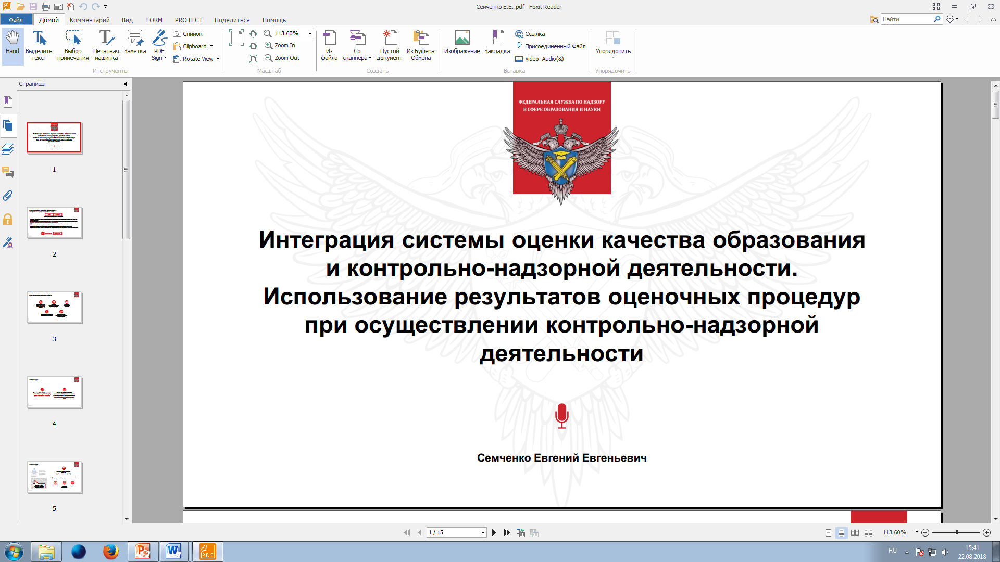 Семченко Е.Е..pdf - Foxit Reader
Файл
Домой
Комментарий
Вид
FORM
PROTECT
Поделиться
Помощь
Найти
Hand
Выделить текст
Выбор примечания
Печатная машинка
Заметка
PDF Sign
Снимок
Clipboard
Rotate View
Инструменты
113.60%
Zoom In
Zoom Out
Масштаб
Из файла
Со сканнера
Пустой документ
Из Буфера Обмена
Создать
Изображение
Закладка
Ссылка
Присоединенный Файл
Video Audio(&)
Вставка
Упорядочить
Упорядочить
Страницы
1
2
3
4
5
ФЕДЕРАЛЬНАЯ СЛУЖБА ПО НАДЗОРУ
В СФЕРЕ ОБРАЗОВАНИЯ И НАУКИ
Интеграция системы оценки качества образования
и контрольно-надзорной деятельности.
Использование результатов оценочных процедур
при осуществлении контрольно-надзорной
деятельности
Семченко Евгений Евгеньевич
1 / 15
113.60%
RU
15:41
22.08.2018